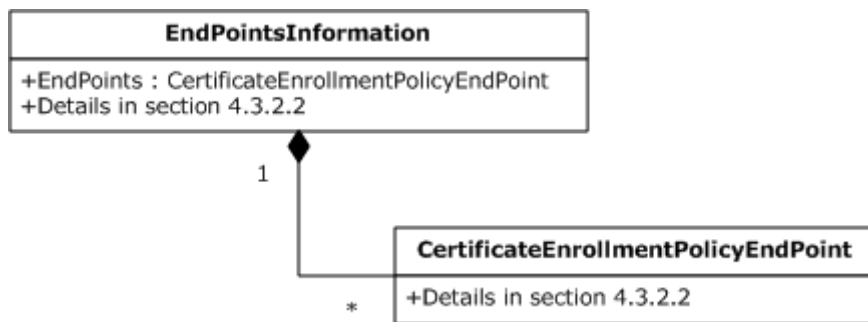 EndPointsInformation
+EndPoints : CertificateEnrollmentPolicyEndPoint
+Details in section 4.3.2.2
1
CertificateEnrollmentPolicyEndPoint
*
+Details in section 4.3.2.2